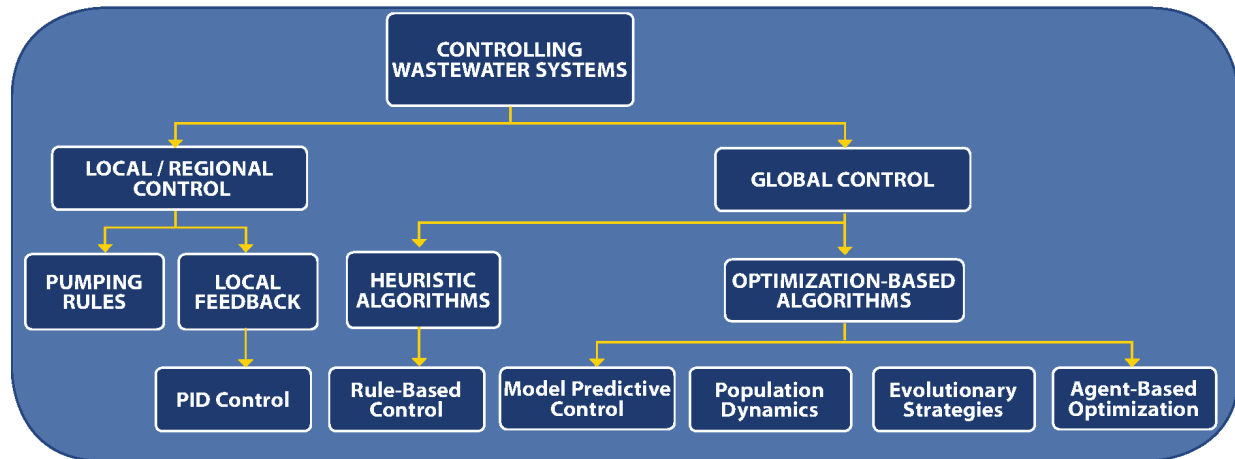 CONTROLLING
WASTEWATER SYSTEMS
LOCAL / REGIONAL
CONTROL
GLOBAL CONTROL
PUMPING
RULES
LOCAL
FEEDBACK
HEURISTIC
ALGORITHMS
OPTIMIZATION-BASED
ALGORITHMS
PID Control
Rule-Based
Control
Model Predictive
Control
Population
Dynamics
Evolutionary
Strategies
Agent-Based
Optimization